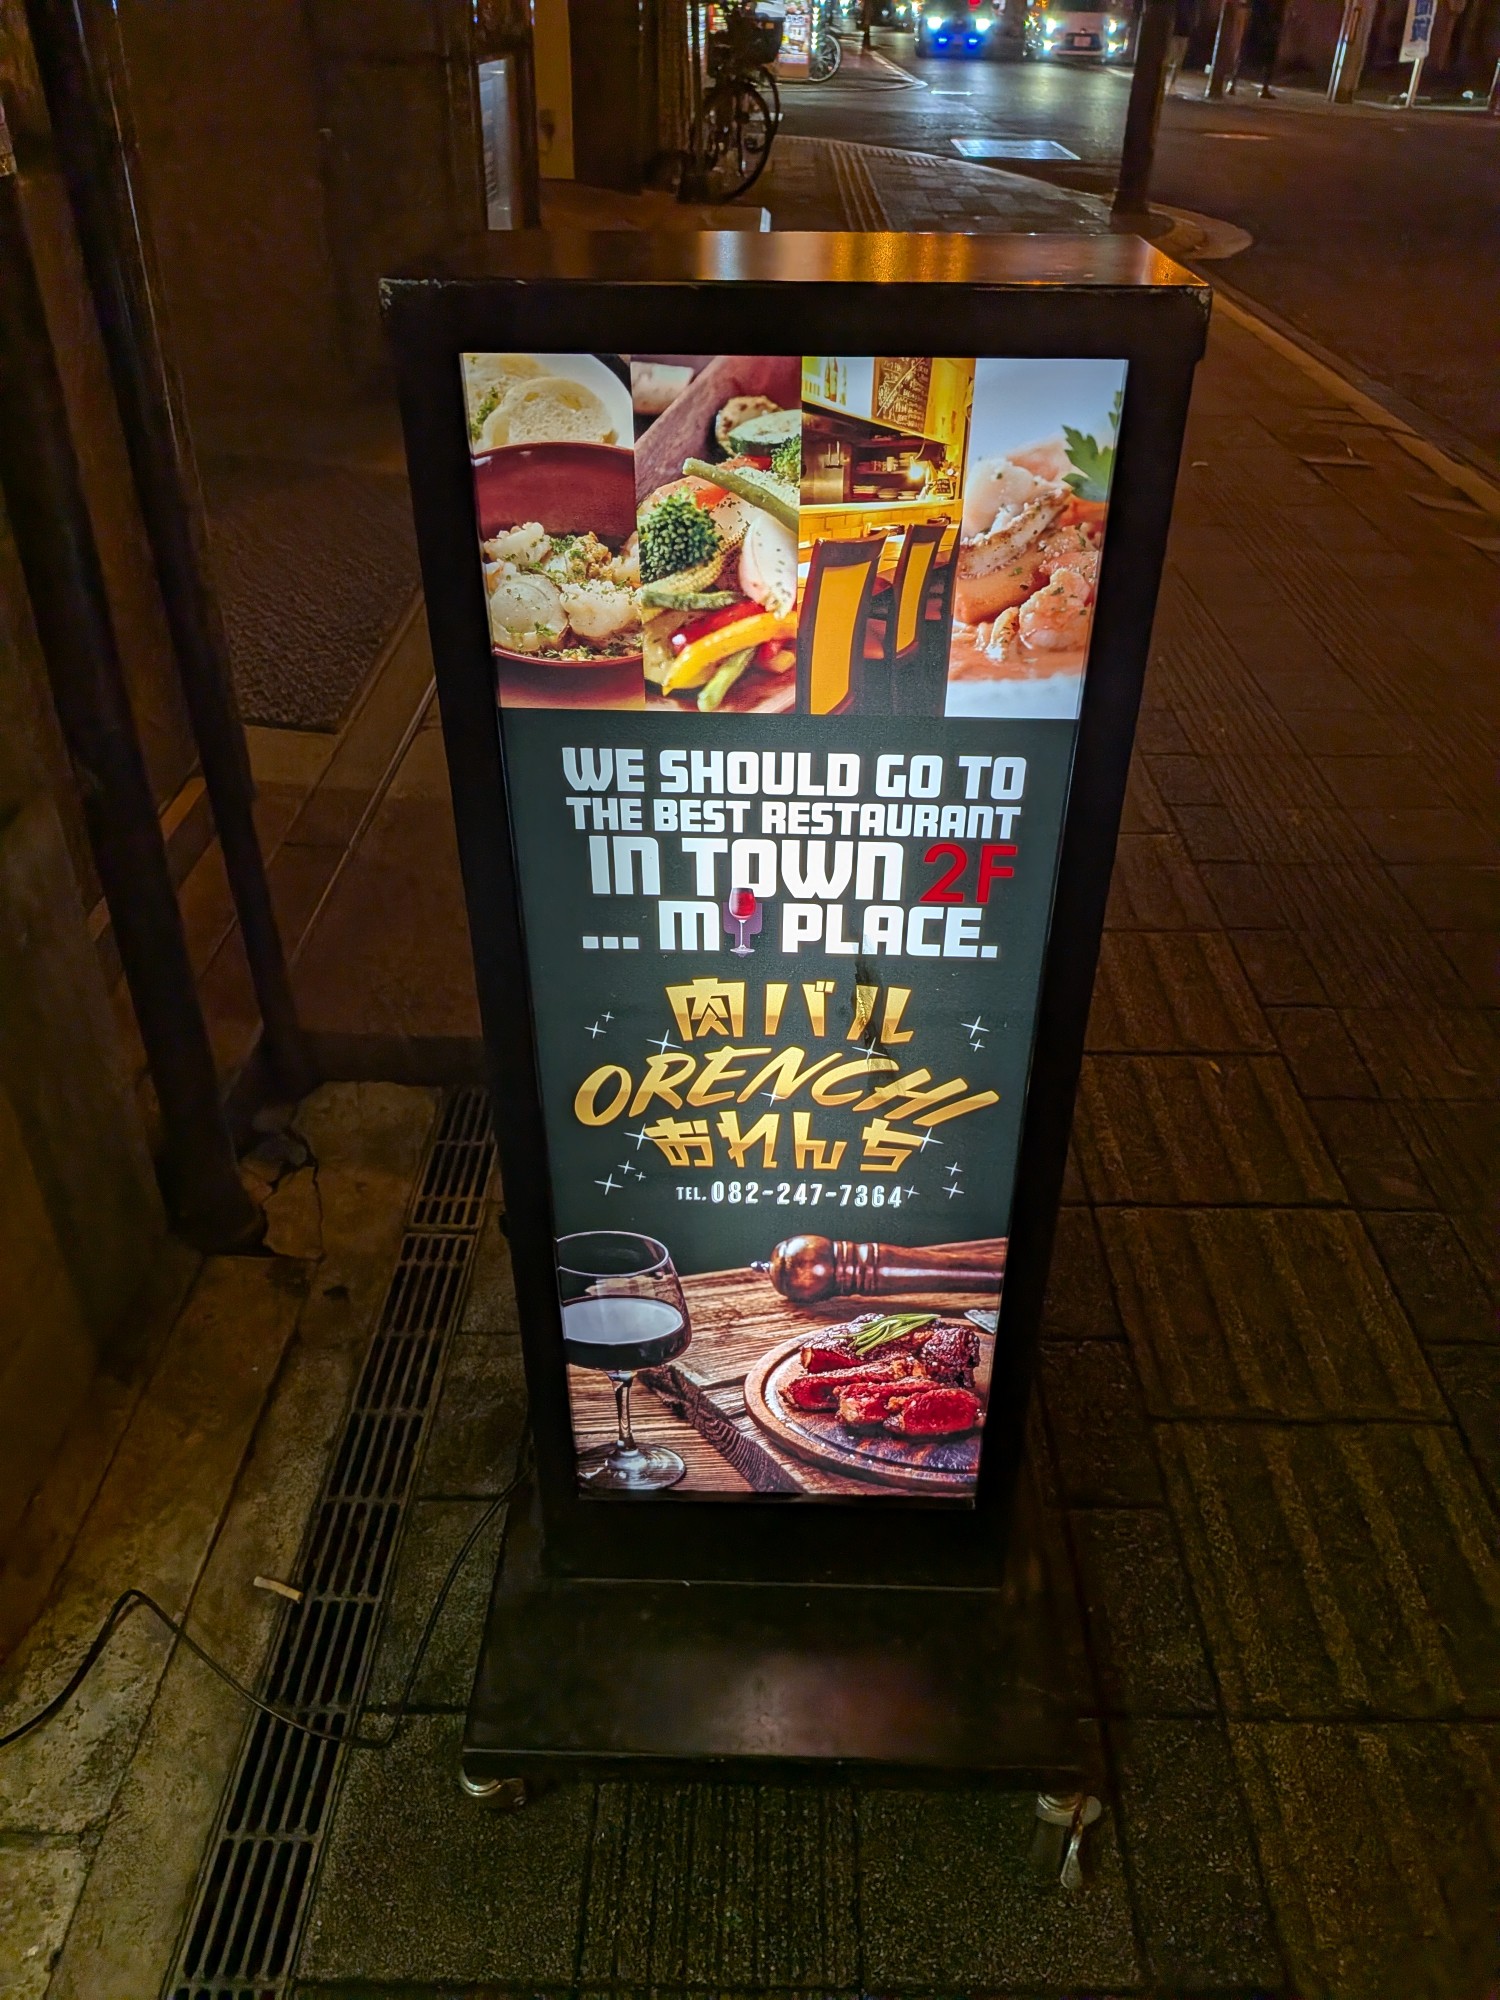 WE SHOULD GO TO
THE BEST RESTAURANT
IN TOWN 2F
... MY PLACE.
肉バル
ORENCHI
おれんち
TEL.082-247-7364